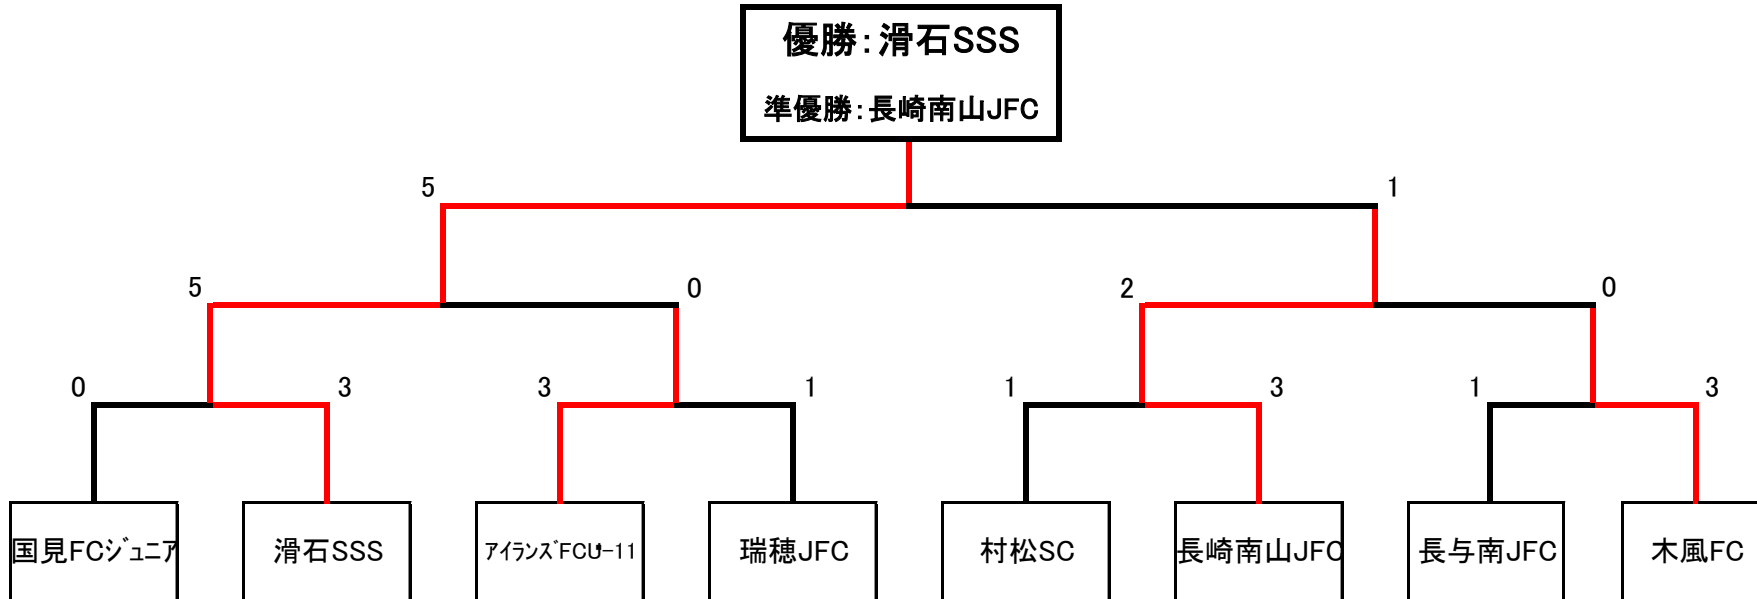 優勝：滑石SSS
準優勝：長崎南山JFC
5
1
5
0
2
0
0
3
3
1
1
3
1
3
国見FCジュニア
滑石SSS
アイランズFCU-11
瑞穂JFC
村松SC
長崎南山JFC
長与南JFC
木風FC